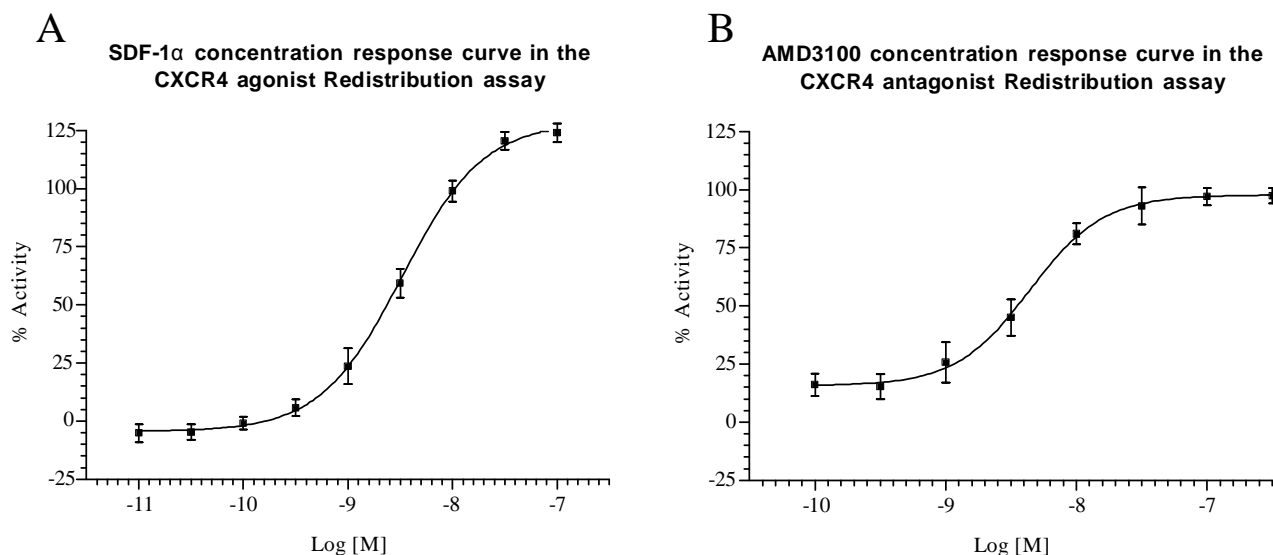 A
SDF-1α concentration response curve in the
CXCR4 agonist Redistribution assay
125
100
75
50
25
0
-25
% Activity
-11
-10
-9
-8
-7
Log [M]
B
AMD3100 concentration response curve in the
CXCR4 antagonist Redistribution assay
125
100
75
50
25
0
-25
% Activity
-10
-9
-8
-7
Log [M]